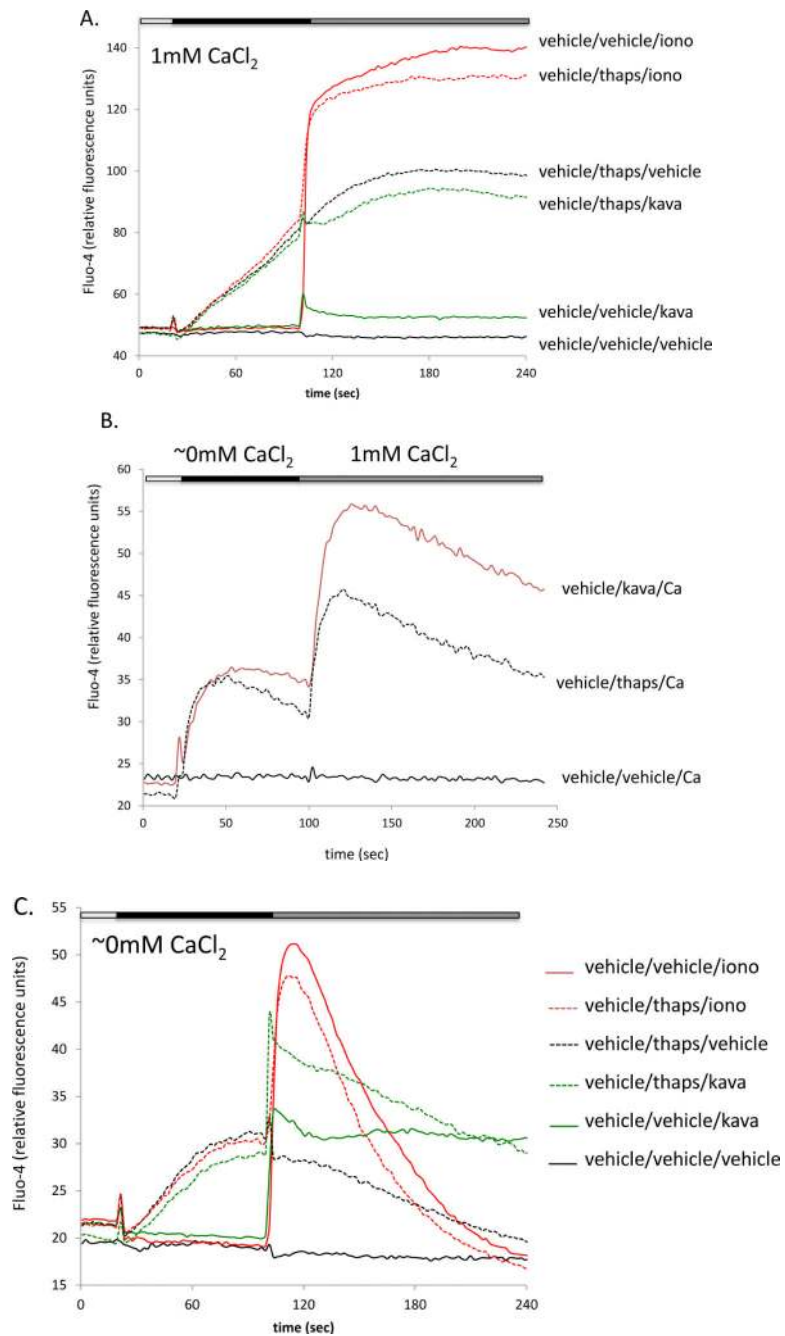 A.
1mM CaCl₂
140
120
100
80
60
40
Fluo-4 (relative fluorescence units)
0
60
120
180
240
time (sec)
vehicle/vehicle/iono
vehicle/thaps/iono
vehicle/thaps/vehicle
vehicle/thaps/kava
vehicle/vehicle/kava
vehicle/vehicle/vehicle
B.
~0mM CaCl₂
1mM CaCl₂
60
55
50
45
40
35
30
25
20
Fluo-4 (relative fluorescence units)
0
50
100
150
200
250
time (sec)
vehicle/kava/Ca
vehicle/thaps/Ca
vehicle/vehicle/Ca
C.
~0mM CaCl₂
55
50
45
40
35
30
25
20
15
Fluo-4 (relative fluorescence units)
0
60
120
180
240
time (sec)
vehicle/vehicle/iono
vehicle/thaps/iono
vehicle/thaps/vehicle
vehicle/thaps/kava
vehicle/vehicle/kava
vehicle/vehicle/vehicle